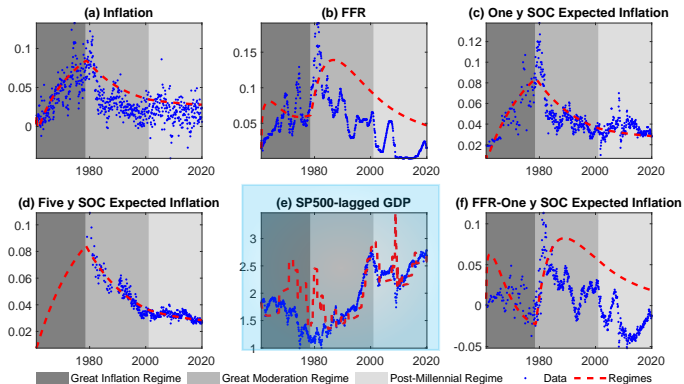 (a) Inflation
0.1
0.05
0
1980 2000 2020
(b) FFR
0.15
0.1
0.05
1980 2000 2020
(c) One y SOC Expected Inflation
0.12
0.1
0.08
0.06
0.04
0.02
1980 2000 2020
(d) Five y SOC Expected Inflation
0.1
0.08
0.06
0.04
0.02
1980 2000 2020
(e) SP500-lagged GDP
3
2.5
2
1.5
1
1980 2000 2020
(f) FFR-One y SOC Expected Inflation
0.1
0.05
0
-0.05
1980 2000 2020
Great Inflation Regime Great Moderation Regime Post-Millennial Regime Data Regimes